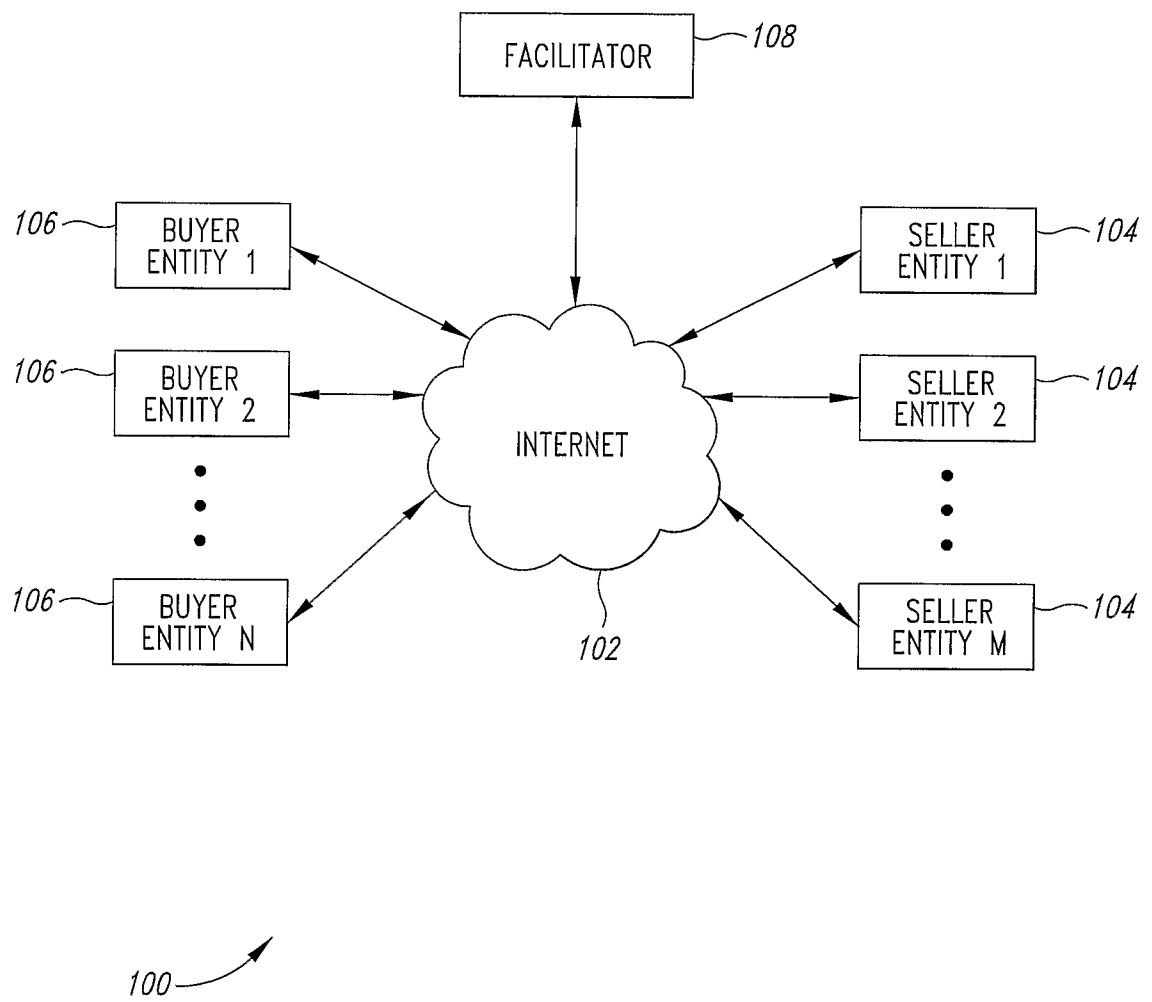 FACILITATOR
108
106
BUYER
ENTITY 1
SELLER
ENTITY 1
104
106
BUYER
ENTITY 2
INTERNET
SELLER
ENTITY 2
104
106
BUYER
ENTITY N
102
SELLER
ENTITY M
104
100